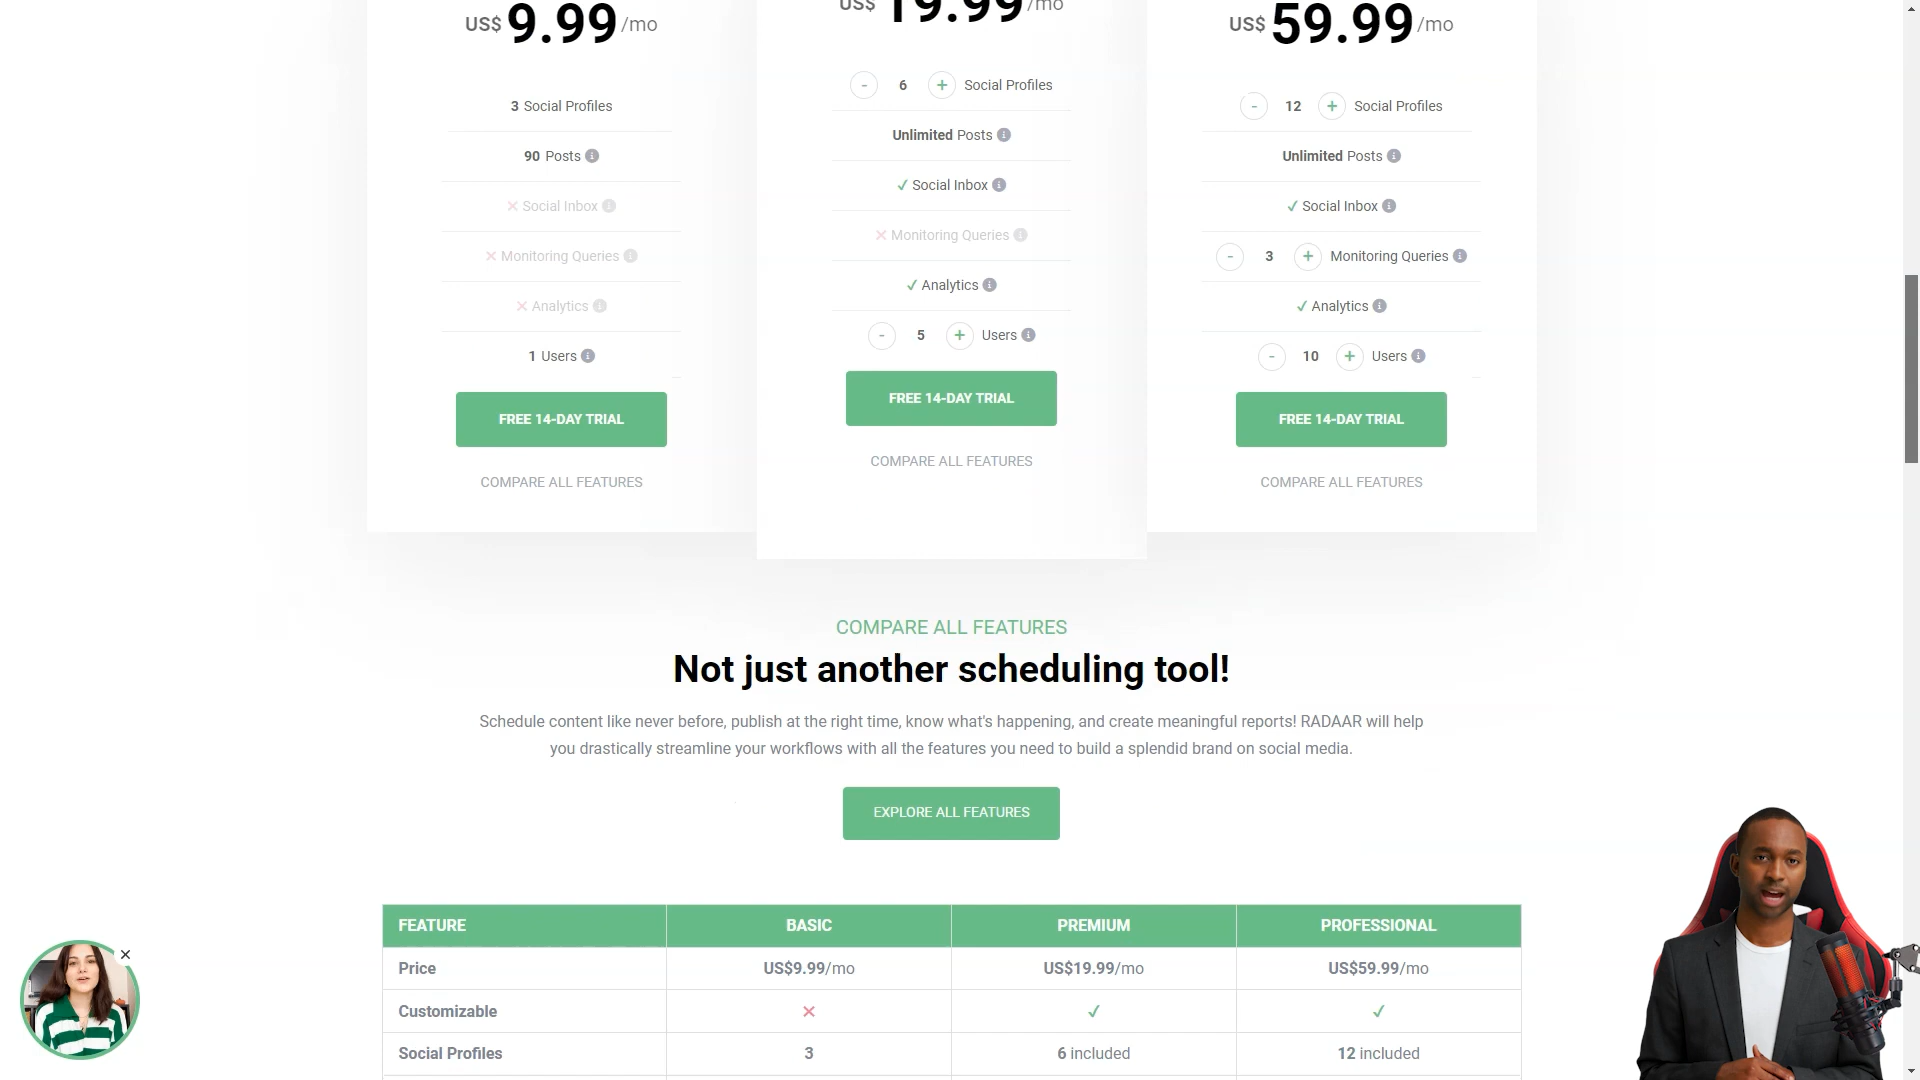 US$ 9.99 /mo
3 Social Profiles
90 Posts
✕ Social Inbox
✕ Monitoring Queries
✕ Analytics
1 Users
FREE 14-DAY TRIAL
COMPARE ALL FEATURES
US$ 19.99 /mo
- 6 + Social Profiles
Unlimited Posts
✓ Social Inbox
✕ Monitoring Queries
✓ Analytics
- 5 + Users
FREE 14-DAY TRIAL
COMPARE ALL FEATURES
US$ 59.99 /mo
- 12 + Social Profiles
Unlimited Posts
✓ Social Inbox
- 3 + Monitoring Queries
✓ Analytics
- 10 + Users
FREE 14-DAY TRIAL
COMPARE ALL FEATURES
COMPARE ALL FEATURES
Not just another scheduling tool!
Schedule content like never before, publish at the right time, know what's happening, and create meaningful reports! RADAAR will help
you drastically streamline your workflows with all the features you need to build a splendid brand on social media.
EXPLORE ALL FEATURES
FEATURE BASIC PREMIUM PROFESSIONAL
Price US$9.99/mo US$19.99/mo US$59.99/mo
Customizable ✕ ✓ ✓
Social Profiles 3 6 included 12 included